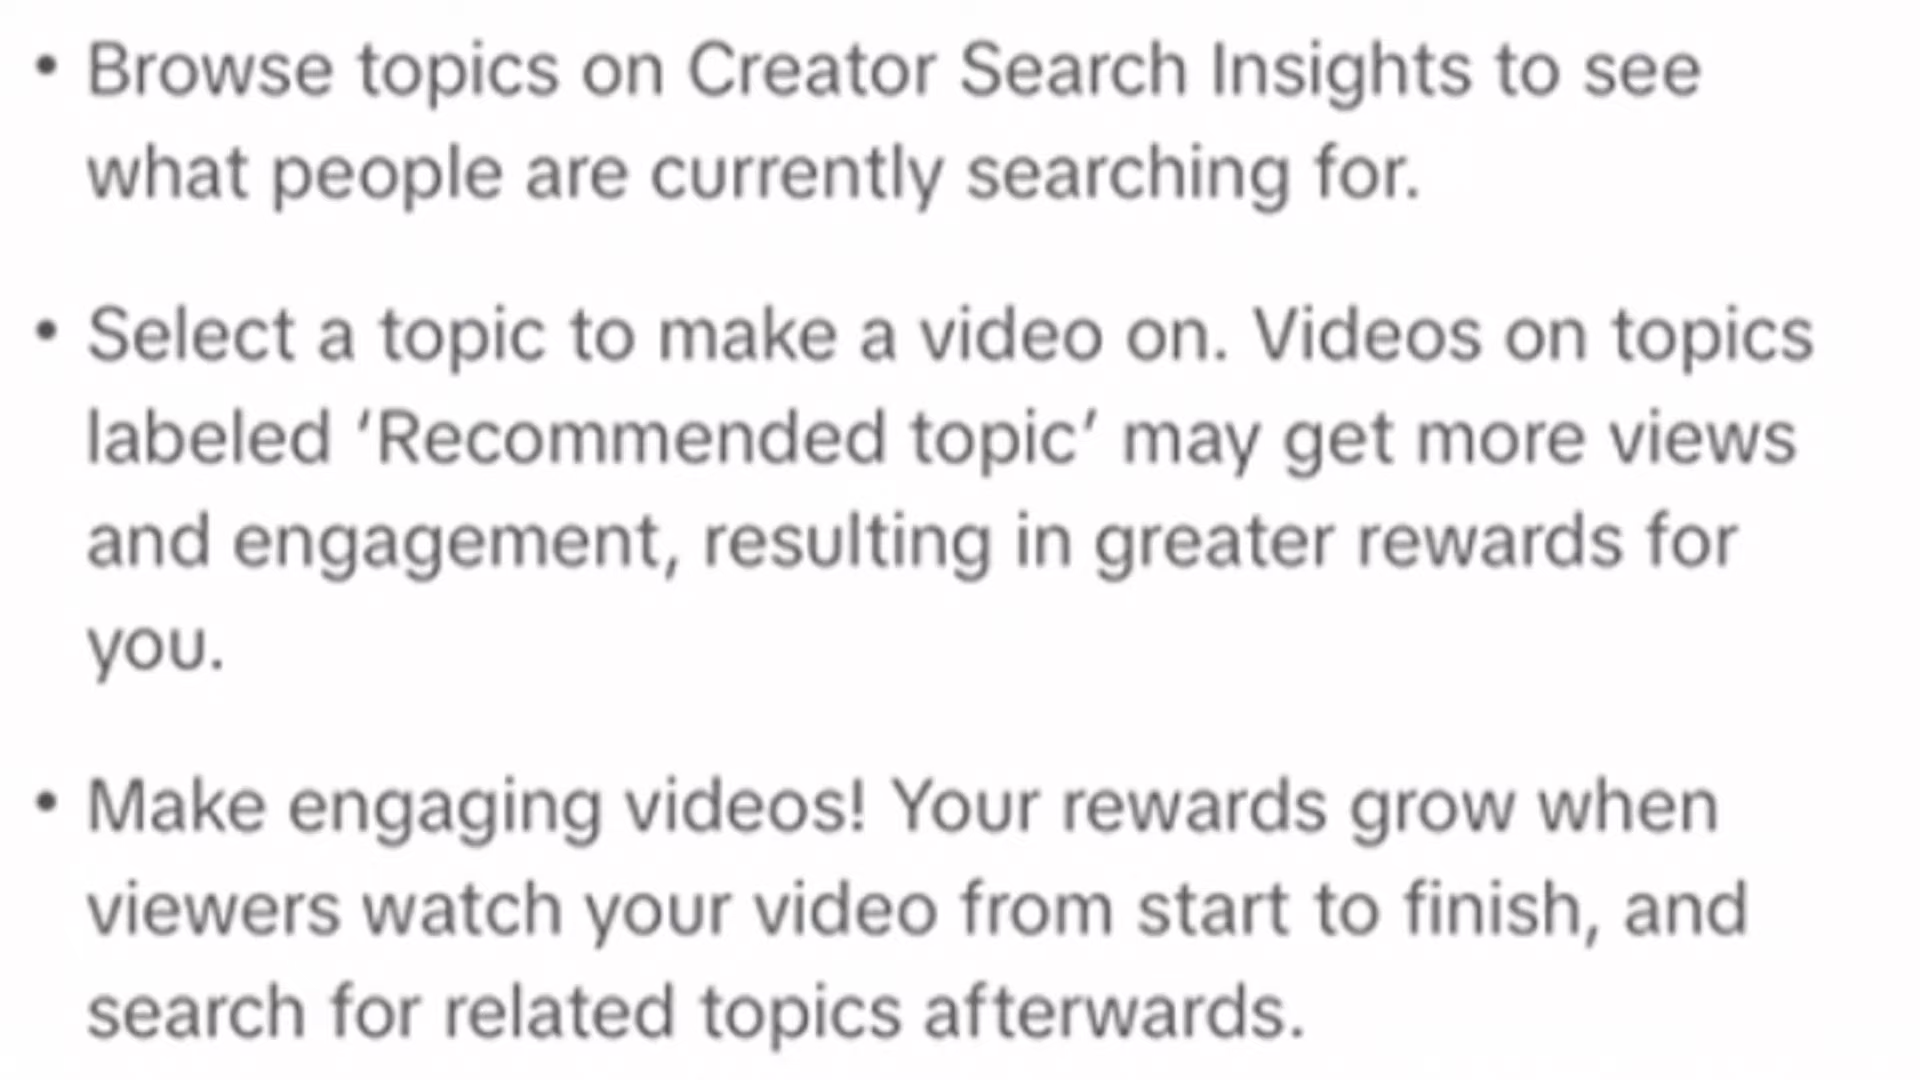 • Browse topics on Creator Search Insights to see
what people are currently searching for.
• Select a topic to make a video on. Videos on topics
labeled ‘Recommended topic’ may get more views
and engagement, resulting in greater rewards for
you.
• Make engaging videos! Your rewards grow when
viewers watch your video from start to finish, and
search for related topics afterwards.